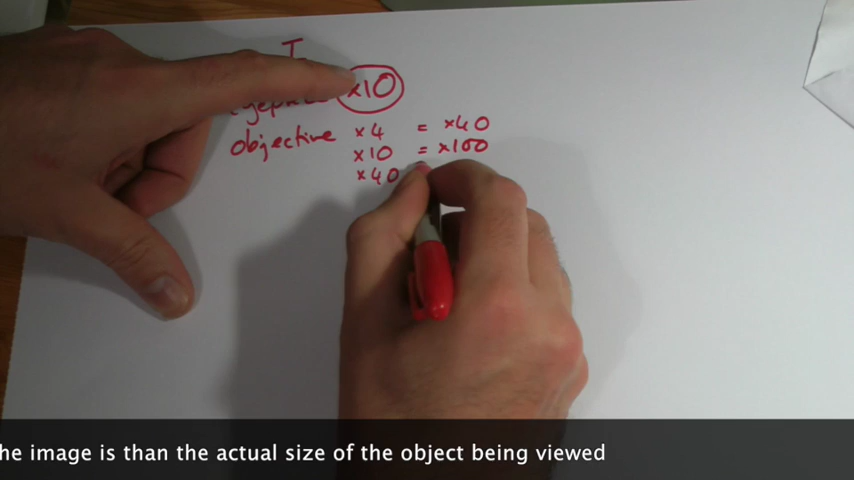 ×10
objective ×4 = ×40
×10 = ×100
×40
he image is than the actual size of the object being viewed